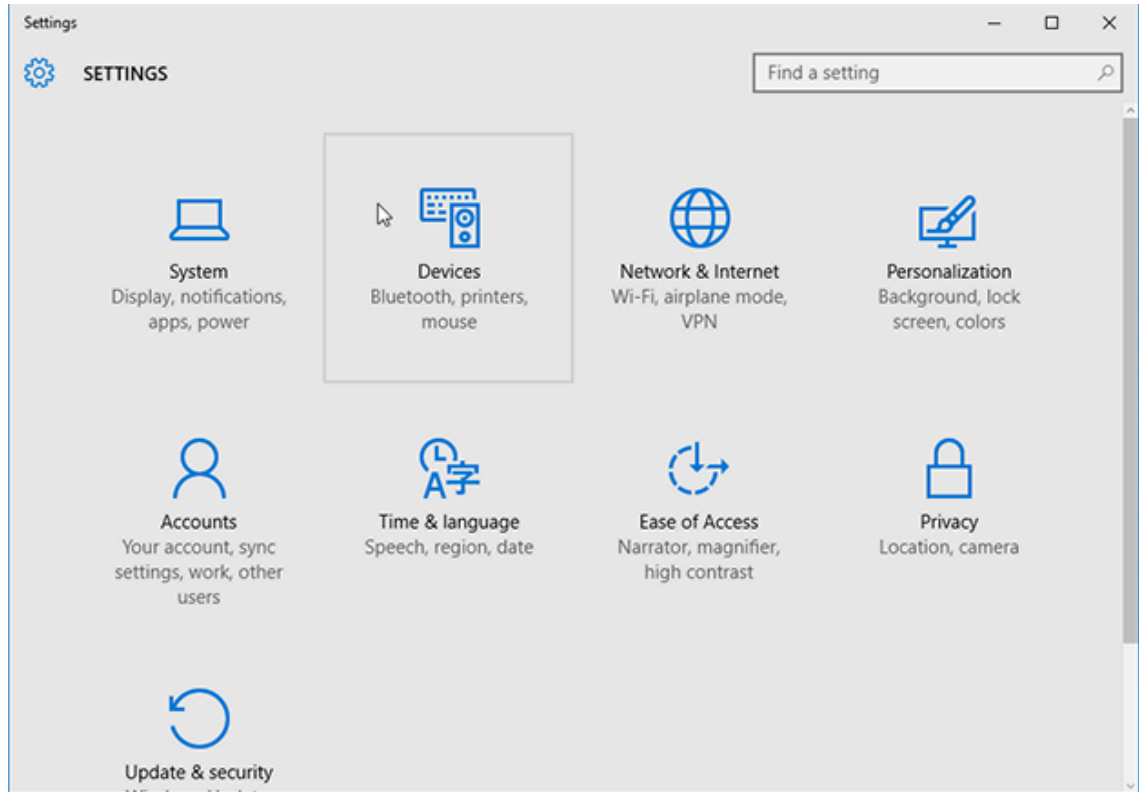 Settings
SETTINGS
Find a setting
System
Display, notifications,
apps, power
Devices
Bluetooth, printers,
mouse
Network & Internet
Wi-Fi, airplane mode,
VPN
Personalization
Background, lock
screen, colors
Accounts
Your account, sync
settings, work, other
users
Time & language
Speech, region, date
Ease of Access
Narrator, magnifier,
high contrast
Privacy
Location, camera
Update & security